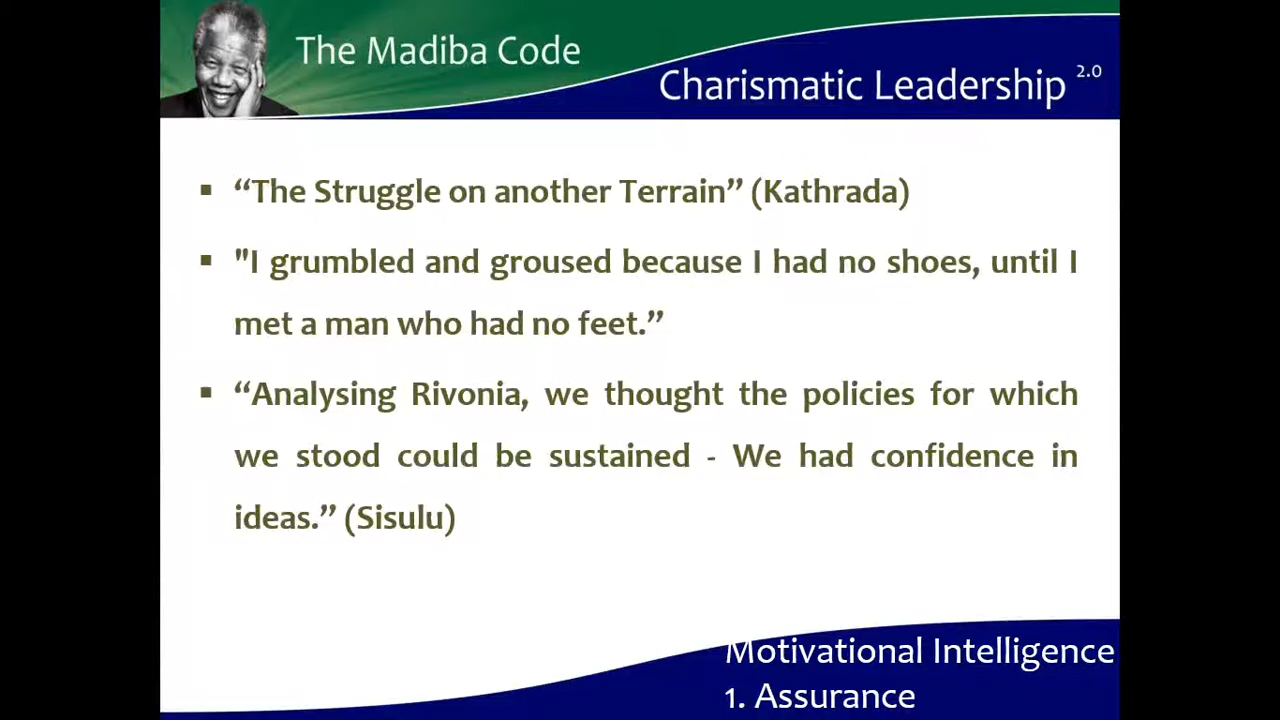 The Madiba Code
Charismatic Leadership 2.0
▪ “The Struggle on another Terrain” (Kathrada)
▪ "I grumbled and groused because I had no shoes, until I
met a man who had no feet.”
▪ “Analysing Rivonia, we thought the policies for which
we stood could be sustained - We had confidence in
ideas.” (Sisulu)
Motivational Intelligence
1. Assurance